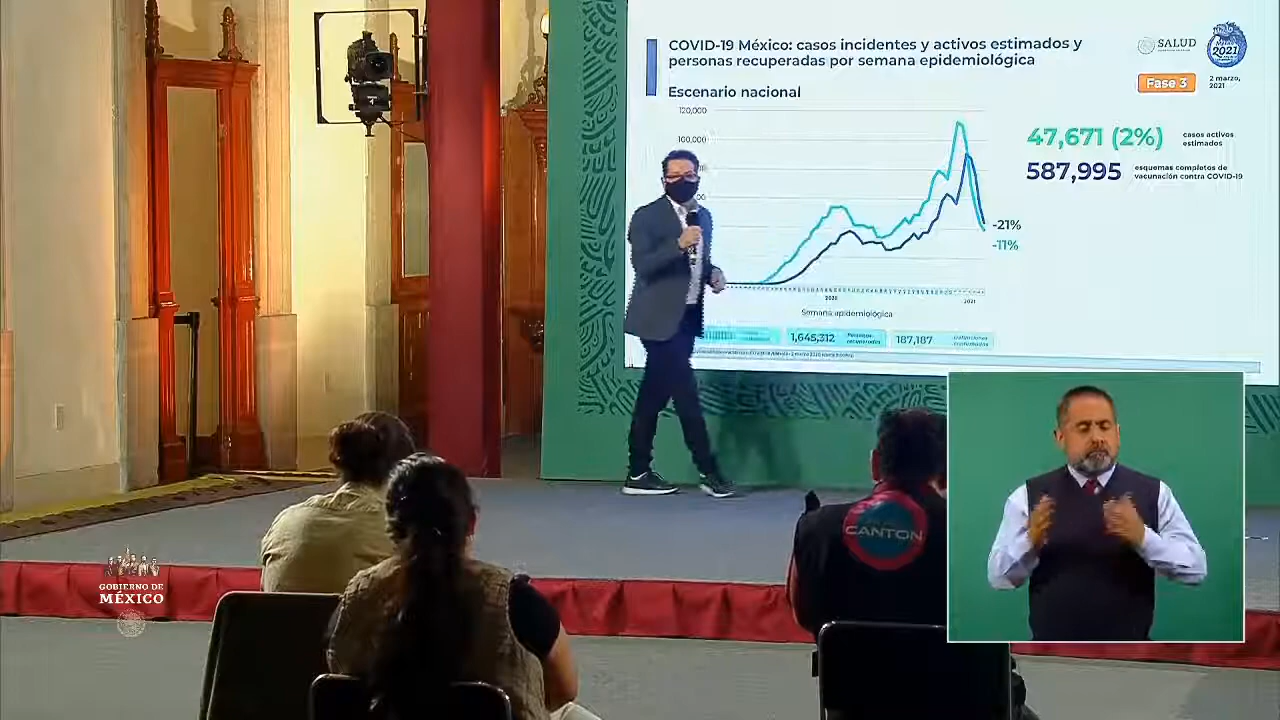 COVID-19 México: casos incidentes y activos estimados y
personas recuperadas por semana epidemiológica
SALUD
2021
Fase 3
2 marzo,
2021
Escenario nacional
120,000
100,000
47,671 (2%)
casos activos
estimados
587,995
esquemas completos de
vacunación contra COVID-19
-21%
-11%
2020
2021
Semana epidemiológica
1,645,312
Personas
recuperadas
187,187
CANTON
GOBIERNO DE
MÉXICO